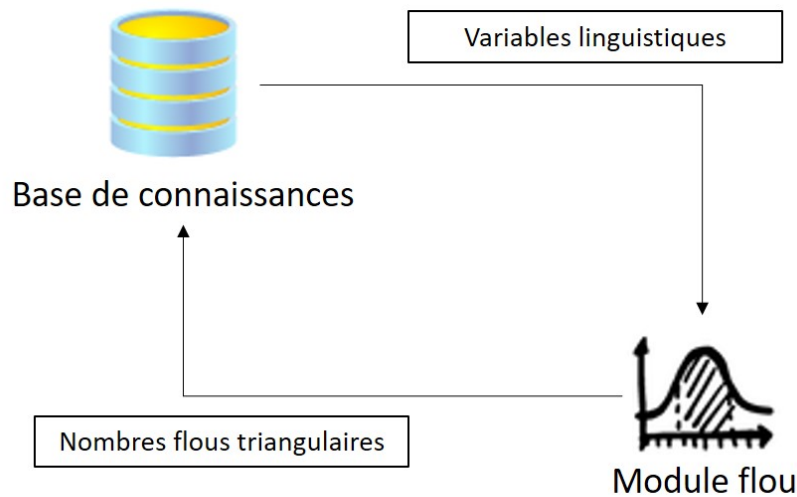 Variables linguistiques
Base de connaissances
Nombres flous triangulaires
Module flou